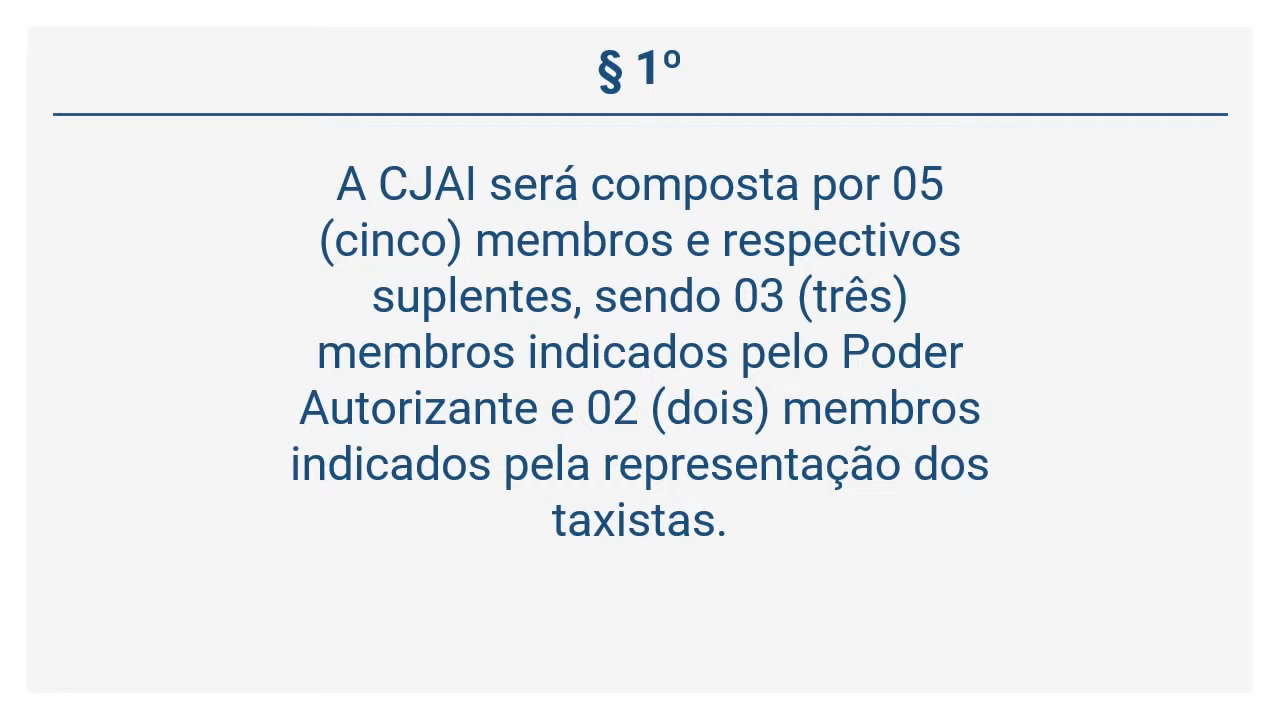 § 1º
A CJAI será composta por 05
(cinco) membros e respectivos
suplentes, sendo 03 (três)
membros indicados pelo Poder
Autorizante e 02 (dois) membros
indicados pela representação dos
taxistas.